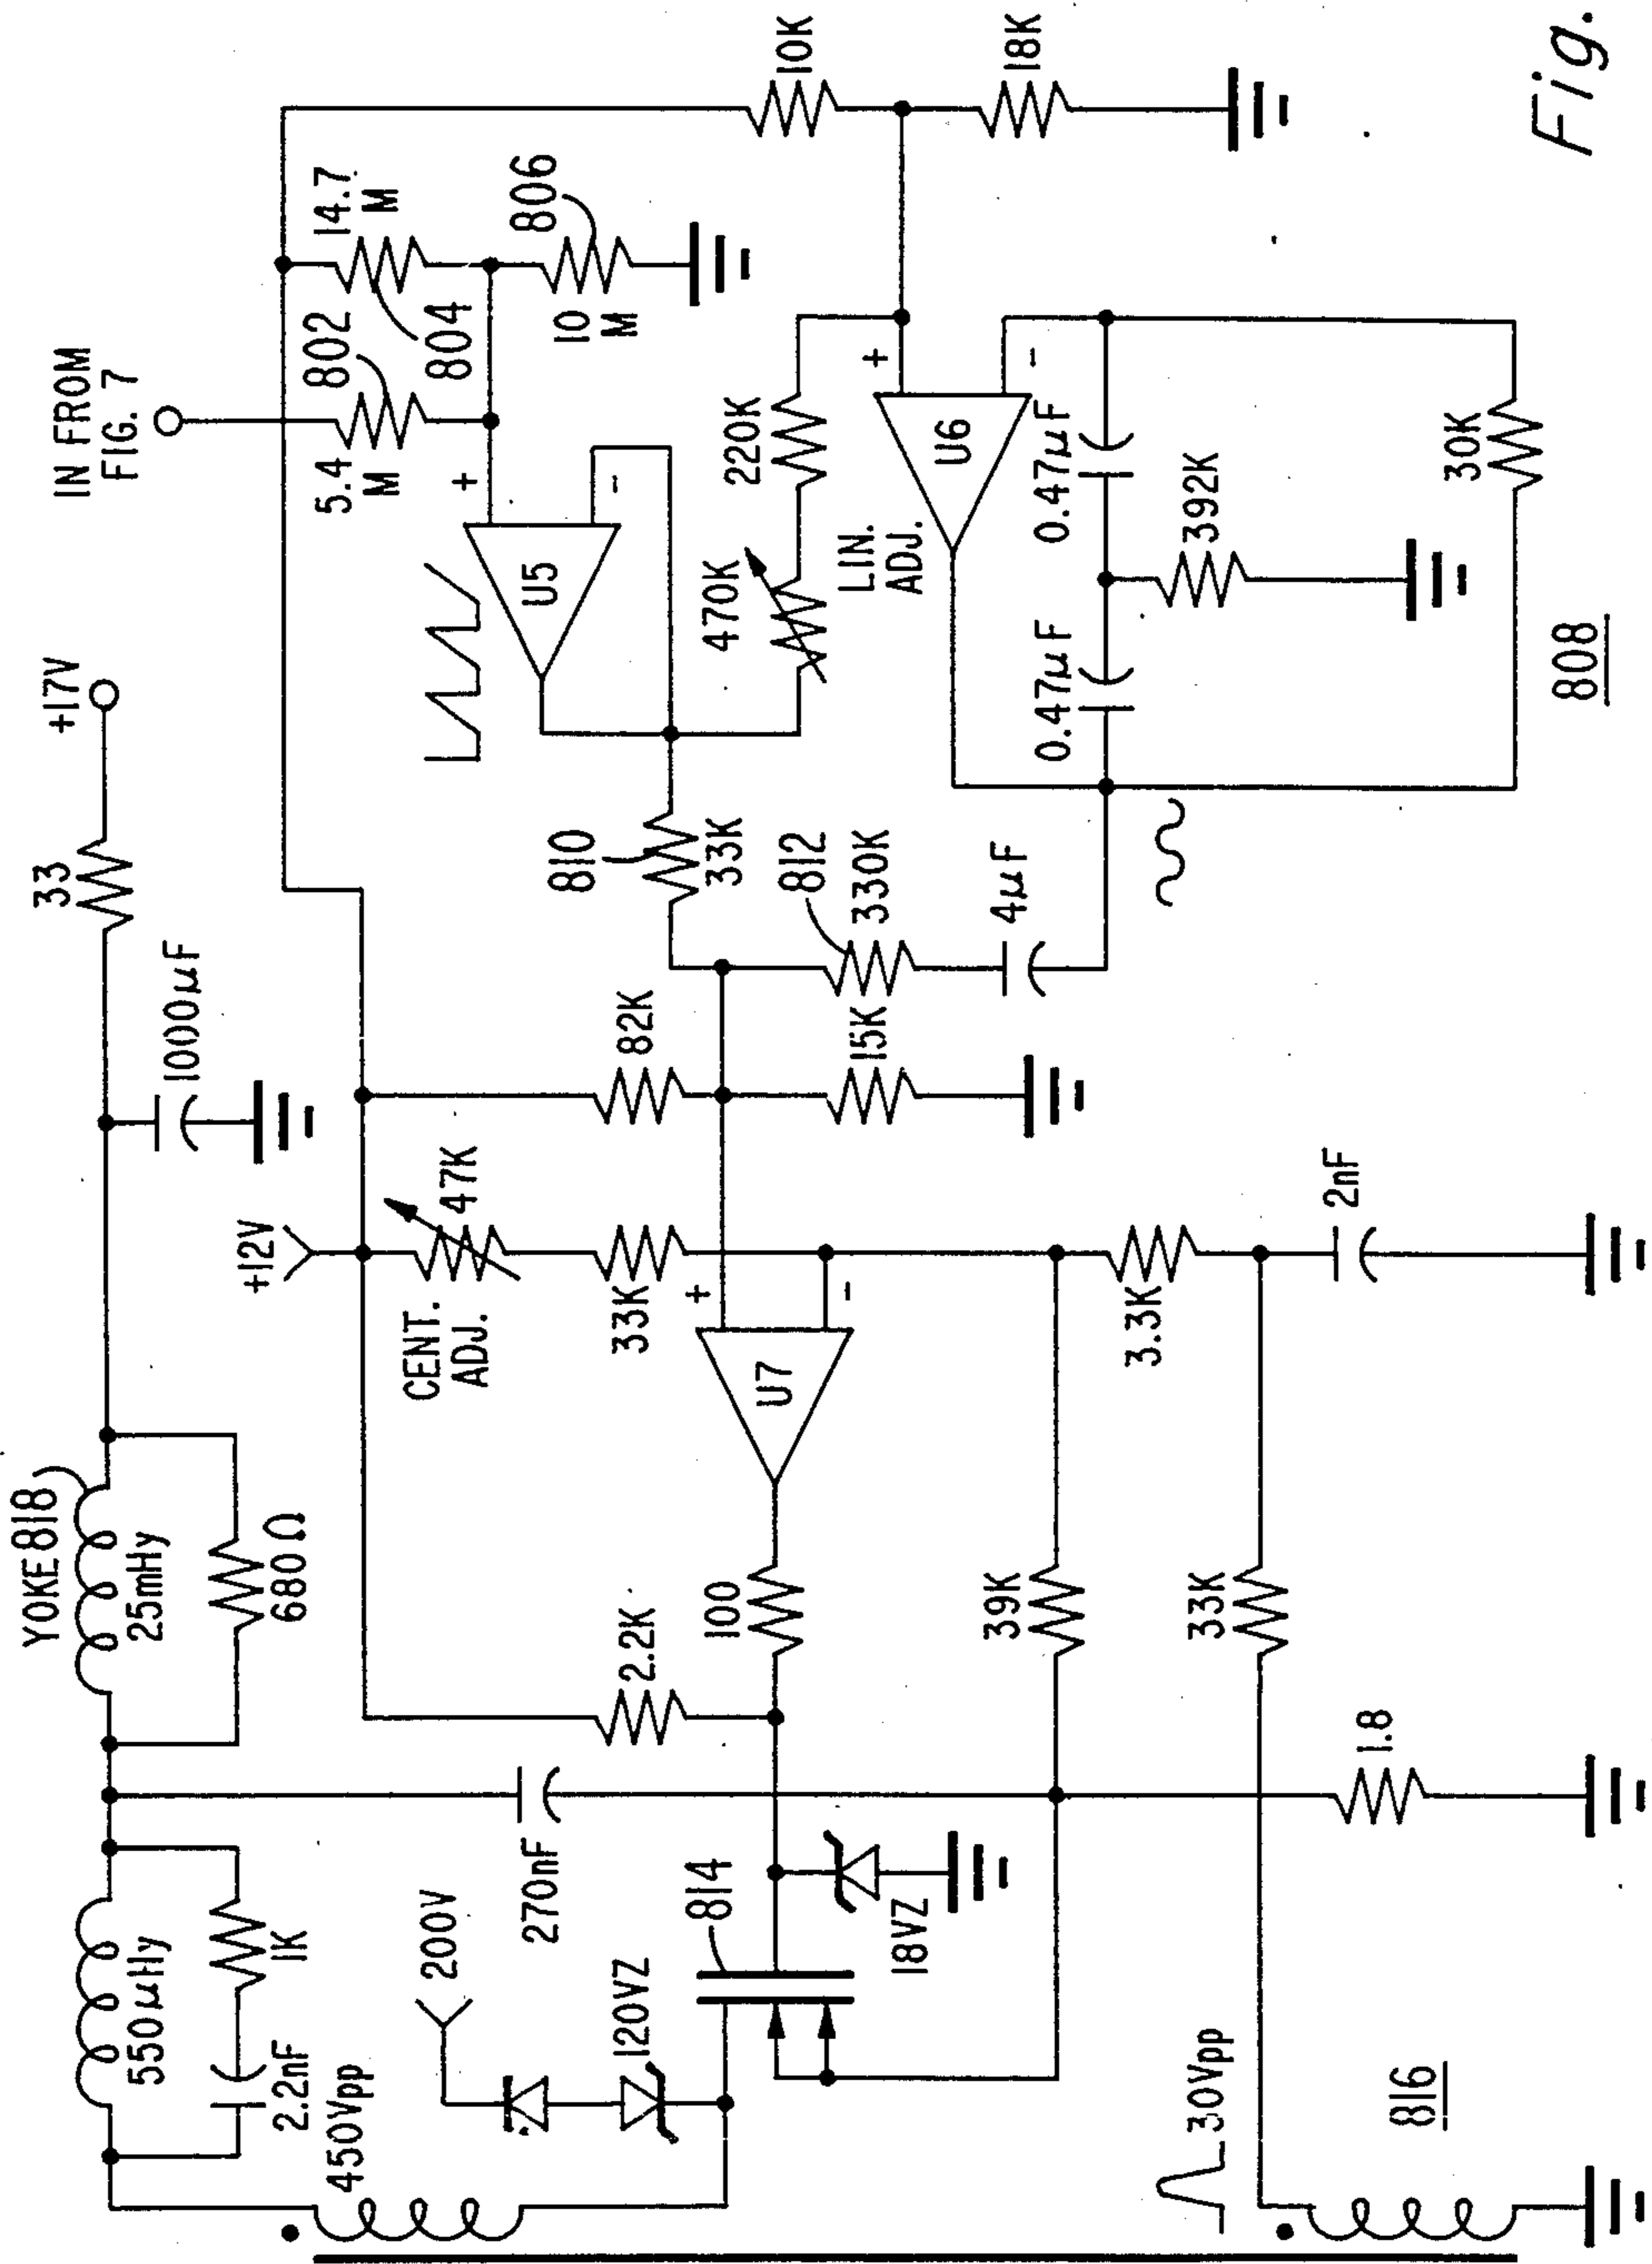 YOKE 818
25mHy
680Ω
550μHy
1K
2.2nF
450Vpp
33
+17V
1000μF
IN FROM
FIG. 7
5.4
M
802
14.7
M
804
10
M
806
+
-
U5
10K
18K
+12V
CENT.
ADJ.
47K
33K
82K
15K
810
33K
812
330K
4μF
470K
220K
LIN.
ADJ.
+
-
U6
0.47μF
0.47μF
392K
30K
808
200V
120VZ
270nF
2.2K
100
+
-
U7
814
18VZ
39K
3.3K
2nF
33K
1.8
30Vpp
816
Fig.